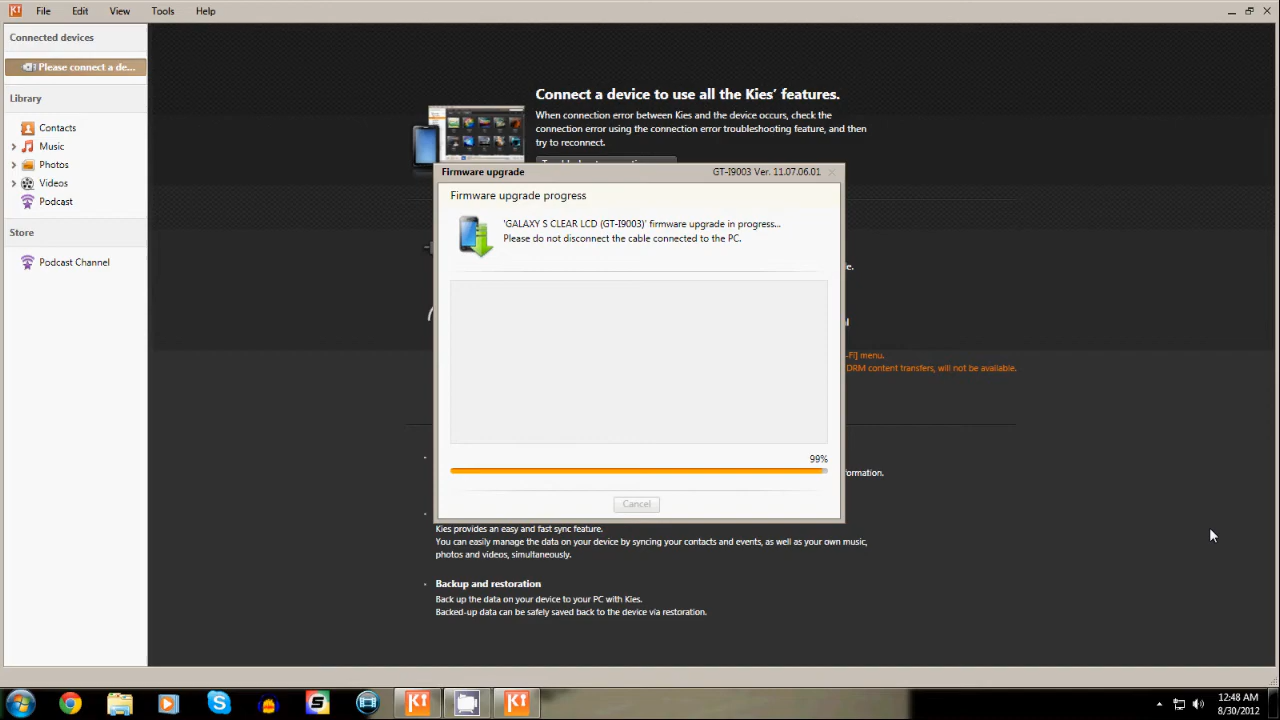 File Edit View Tools Help
Connected devices
Please connect a de...
Library
Contacts
Music
Photos
Videos
Podcast
Store
Podcast Channel
Connect a device to use all the Kies' features.
When connection error between Kies and the device occurs, check the
connection error using the connection error troubleshooting feature, and then
try to reconnect.
Firmware upgrade GT-I9003 Ver. 11.07.06.01
Firmware upgrade progress
'GALAXY S CLEAR LCD (GT-I9003)' firmware upgrade in progress...
Please do not disconnect the cable connected to the PC.
-Fi] menu.
DRM content transfers, will not be available.
99%
Cancel
Kies provides an easy and fast sync feature.
You can easily manage the data on your device by syncing your contacts and events, as well as your own music,
photos and videos, simultaneously.
Backup and restoration
Back up the data on your device to your PC with Kies.
Backed-up data can be safely saved back to the device via restoration.
12:48 AM
8/30/2012